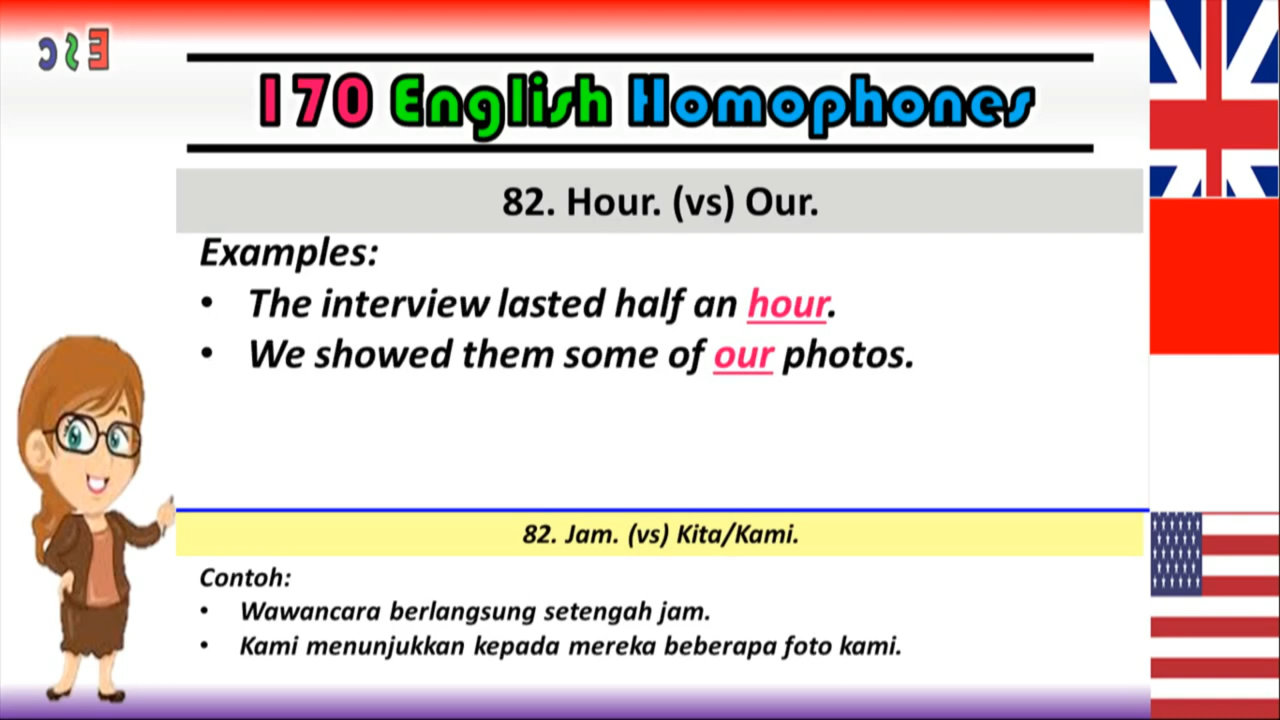 ESC
170 English Homophones
82. Hour. (vs) Our.
Examples:
• The interview lasted half an hour.
• We showed them some of our photos.
82. Jam. (vs) Kita/Kami.
Contoh:
• Wawancara berlangsung setengah jam.
• Kami menunjukkan kepada mereka beberapa foto kami.